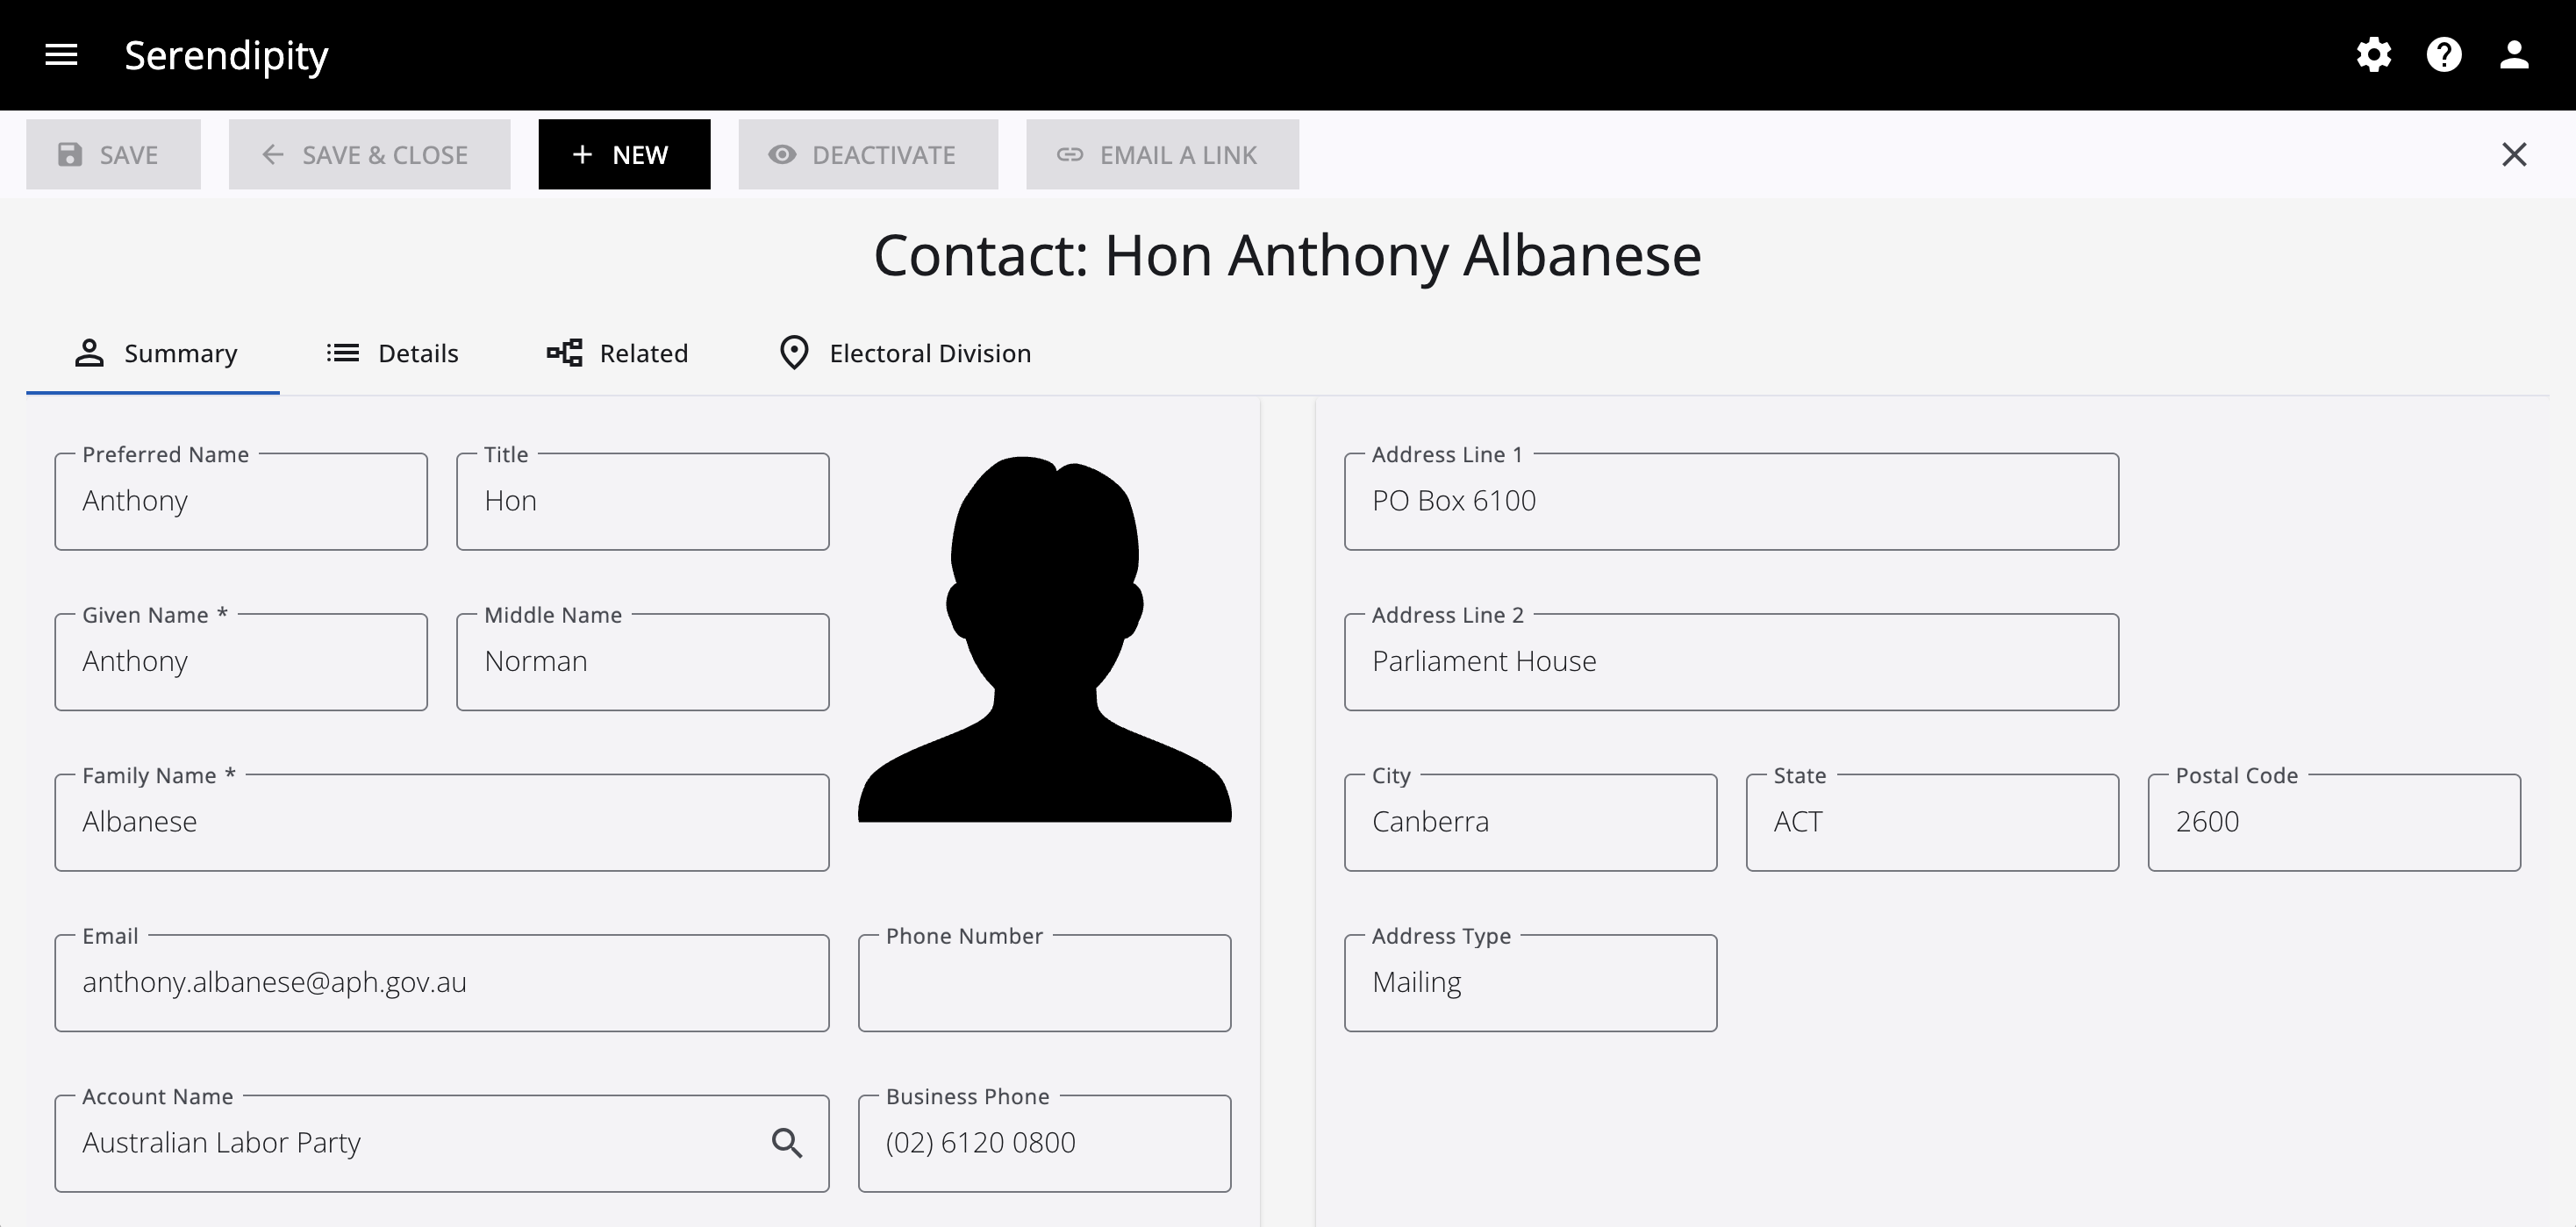 Serendipity
SAVE
SAVE & CLOSE
NEW
DEACTIVATE
EMAIL A LINK
Contact: Hon Anthony Albanese
Summary
Details
Related
Electoral Division
Preferred Name
Anthony
Title
Hon
Given Name *
Anthony
Middle Name
Norman
Family Name *
Albanese
Email
anthony.albanese@aph.gov.au
Phone Number
Account Name
Australian Labor Party
Business Phone
(02) 6120 0800
Address Line 1
PO Box 6100
Address Line 2
Parliament House
City
Canberra
State
ACT
Postal Code
2600
Address Type
Mailing